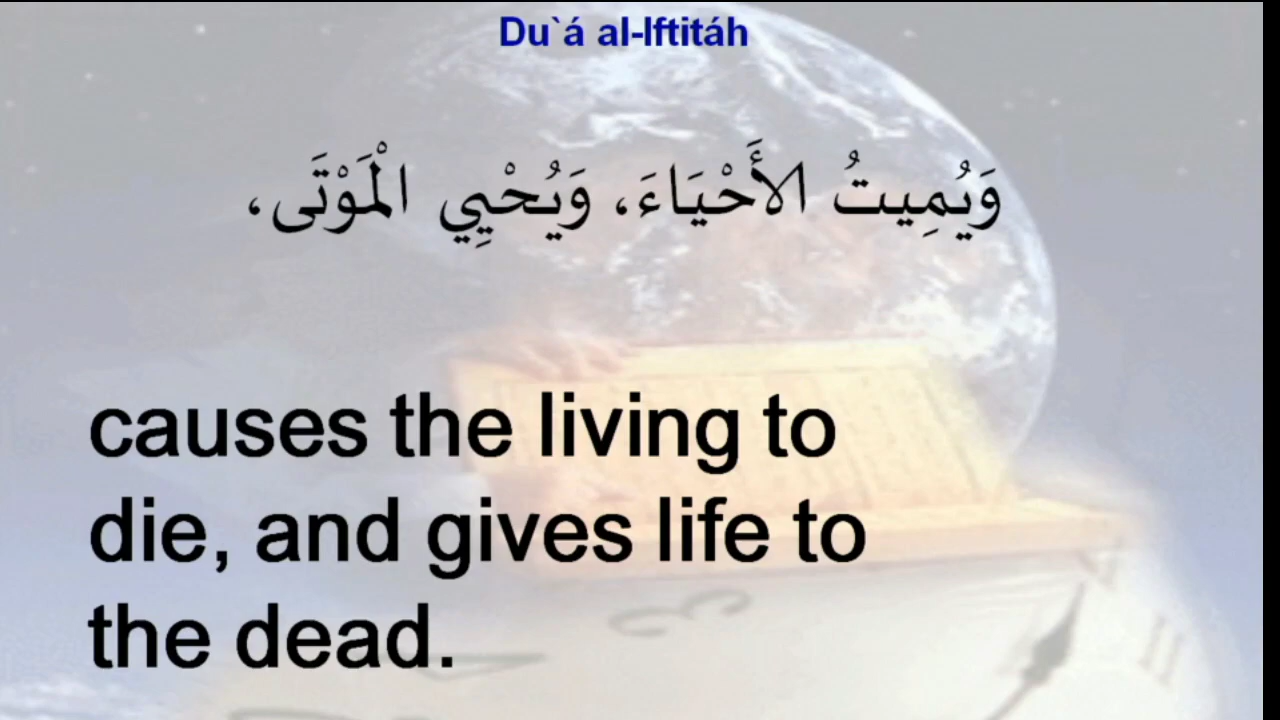 Du`á al-Iftitáh
وَيُمِيتُ الأَحْيَاءَ، وَيُحْيِي الْمَوْتَى،
causes the living to
die, and gives life to
the dead.